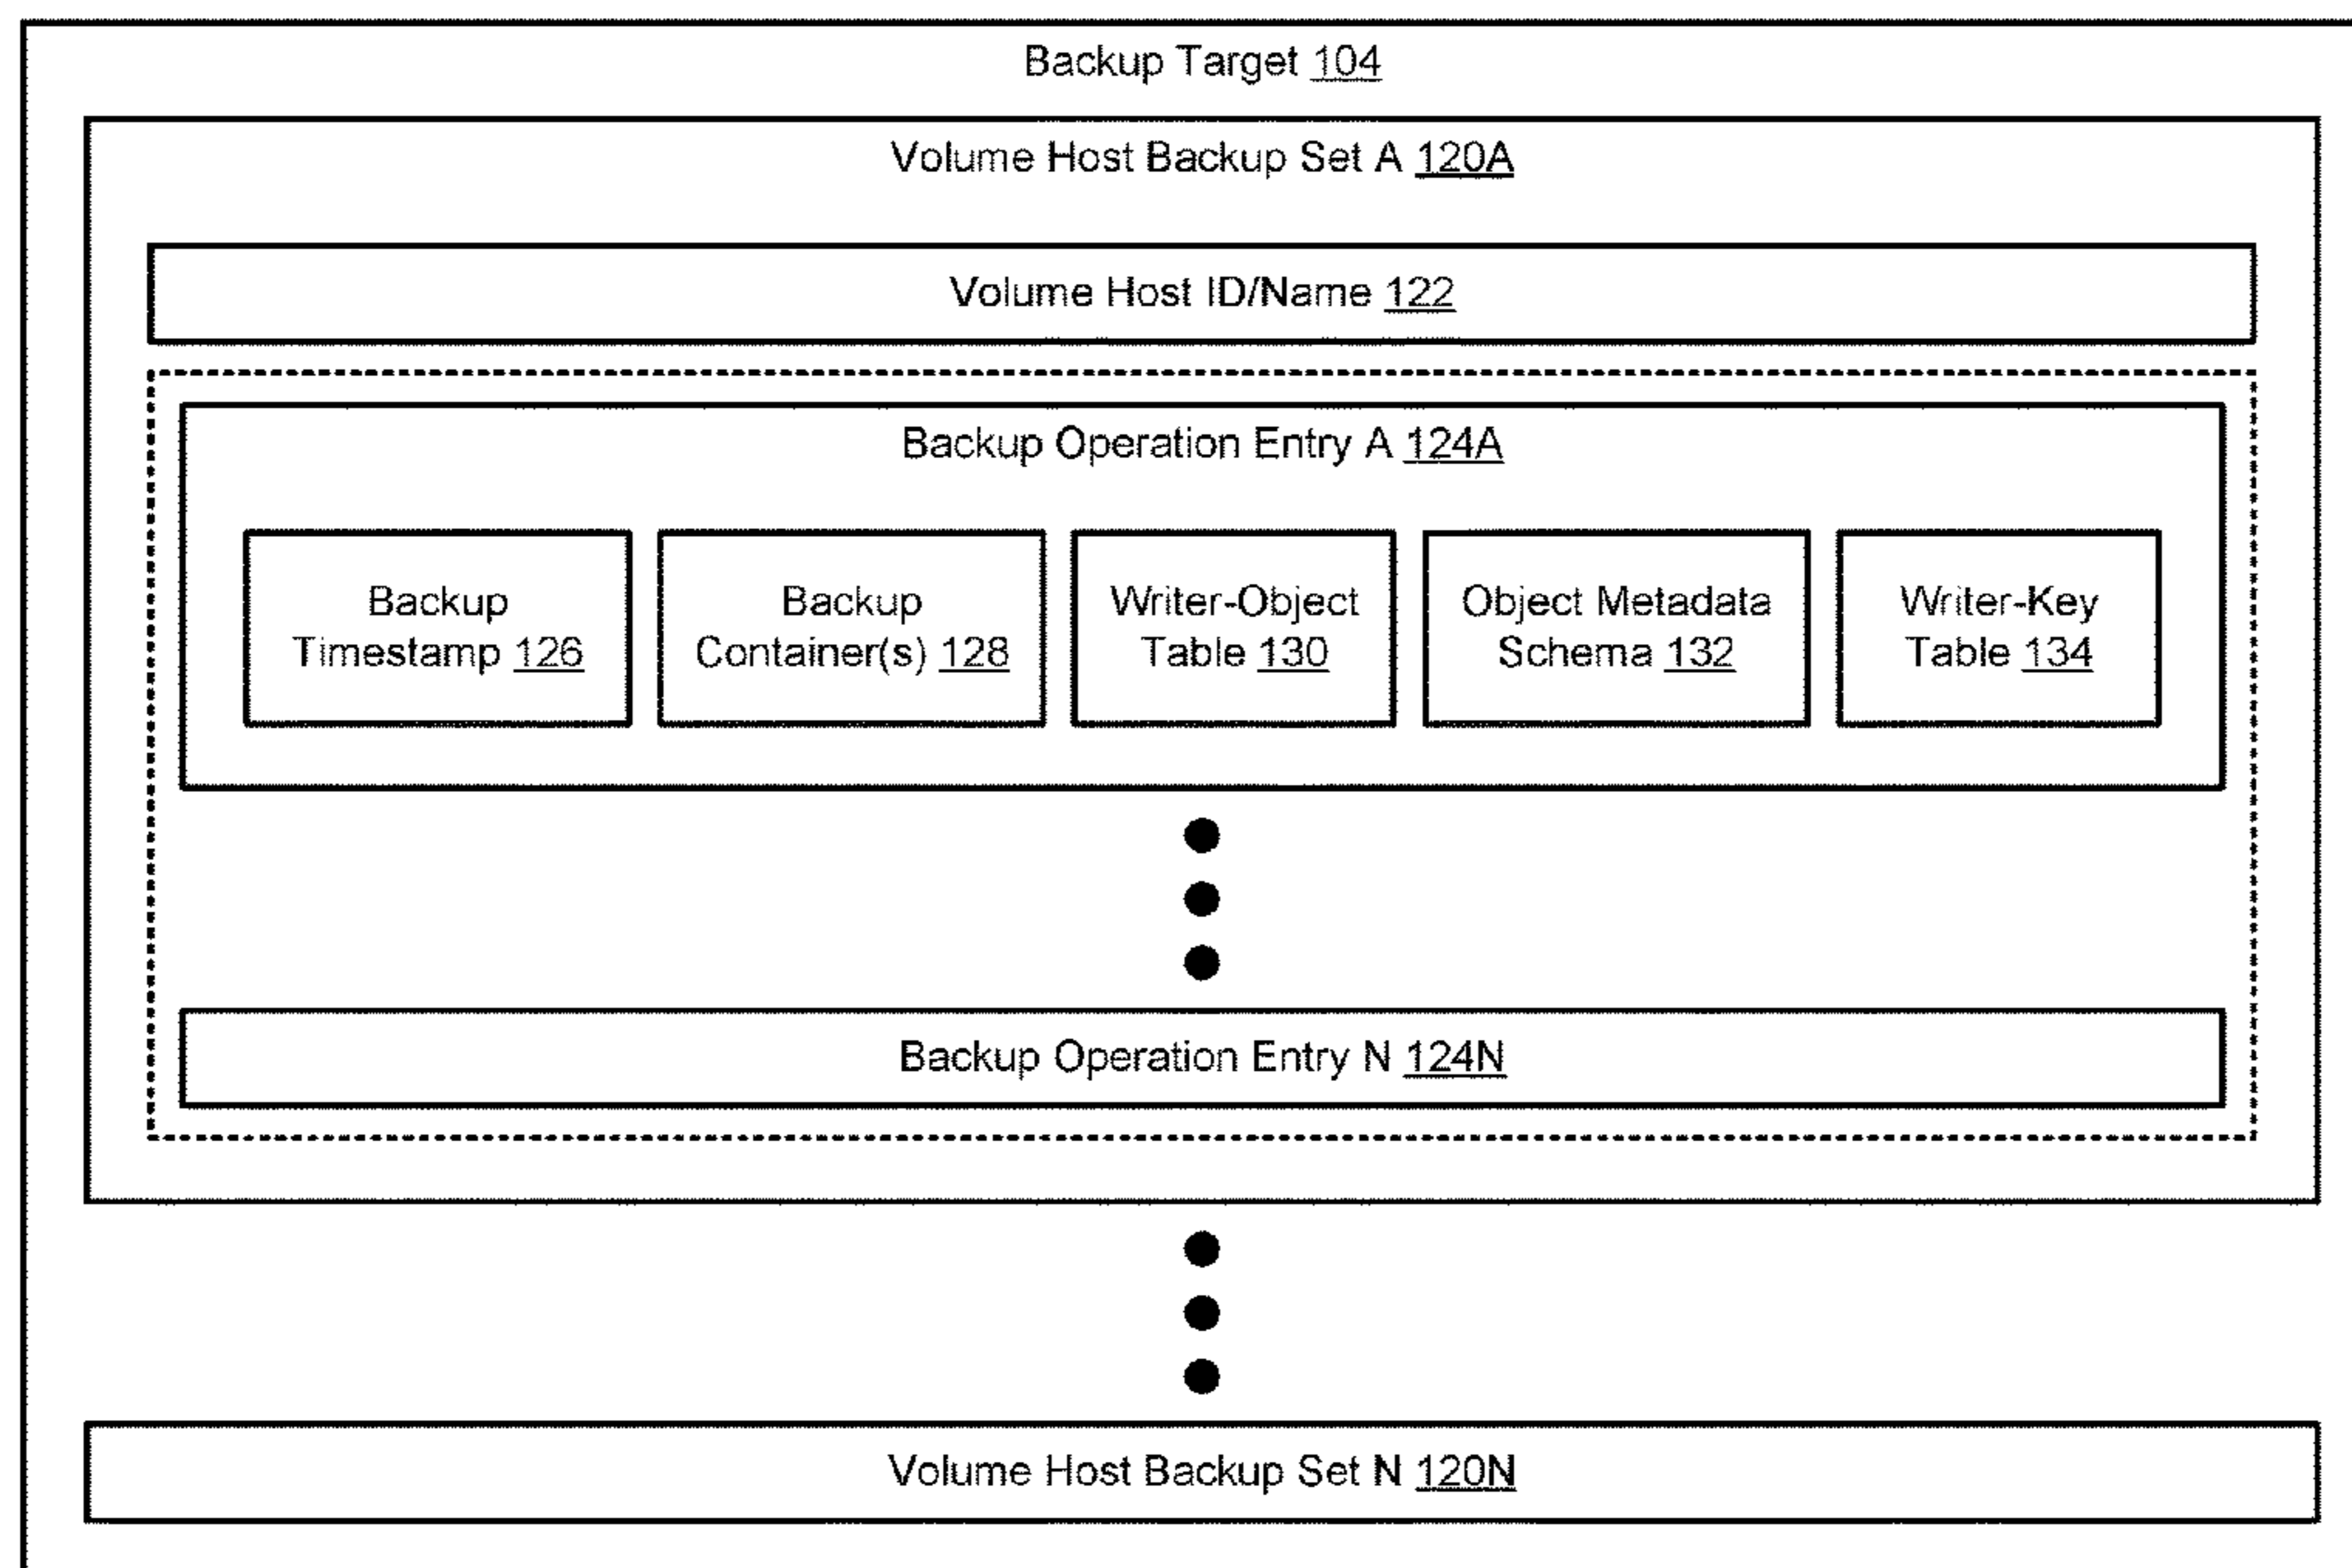 Backup Target 104
Volume Host Backup Set A 120A
Volume Host ID/Name 122
Backup Operation Entry A 124A
Backup
Timestamp 126
Backup
Container(s) 128
Writer-Object
Table 130
Object Metadata
Schema 132
Writer-Key
Table 134
Backup Operation Entry N 124N
Volume Host Backup Set N 120N